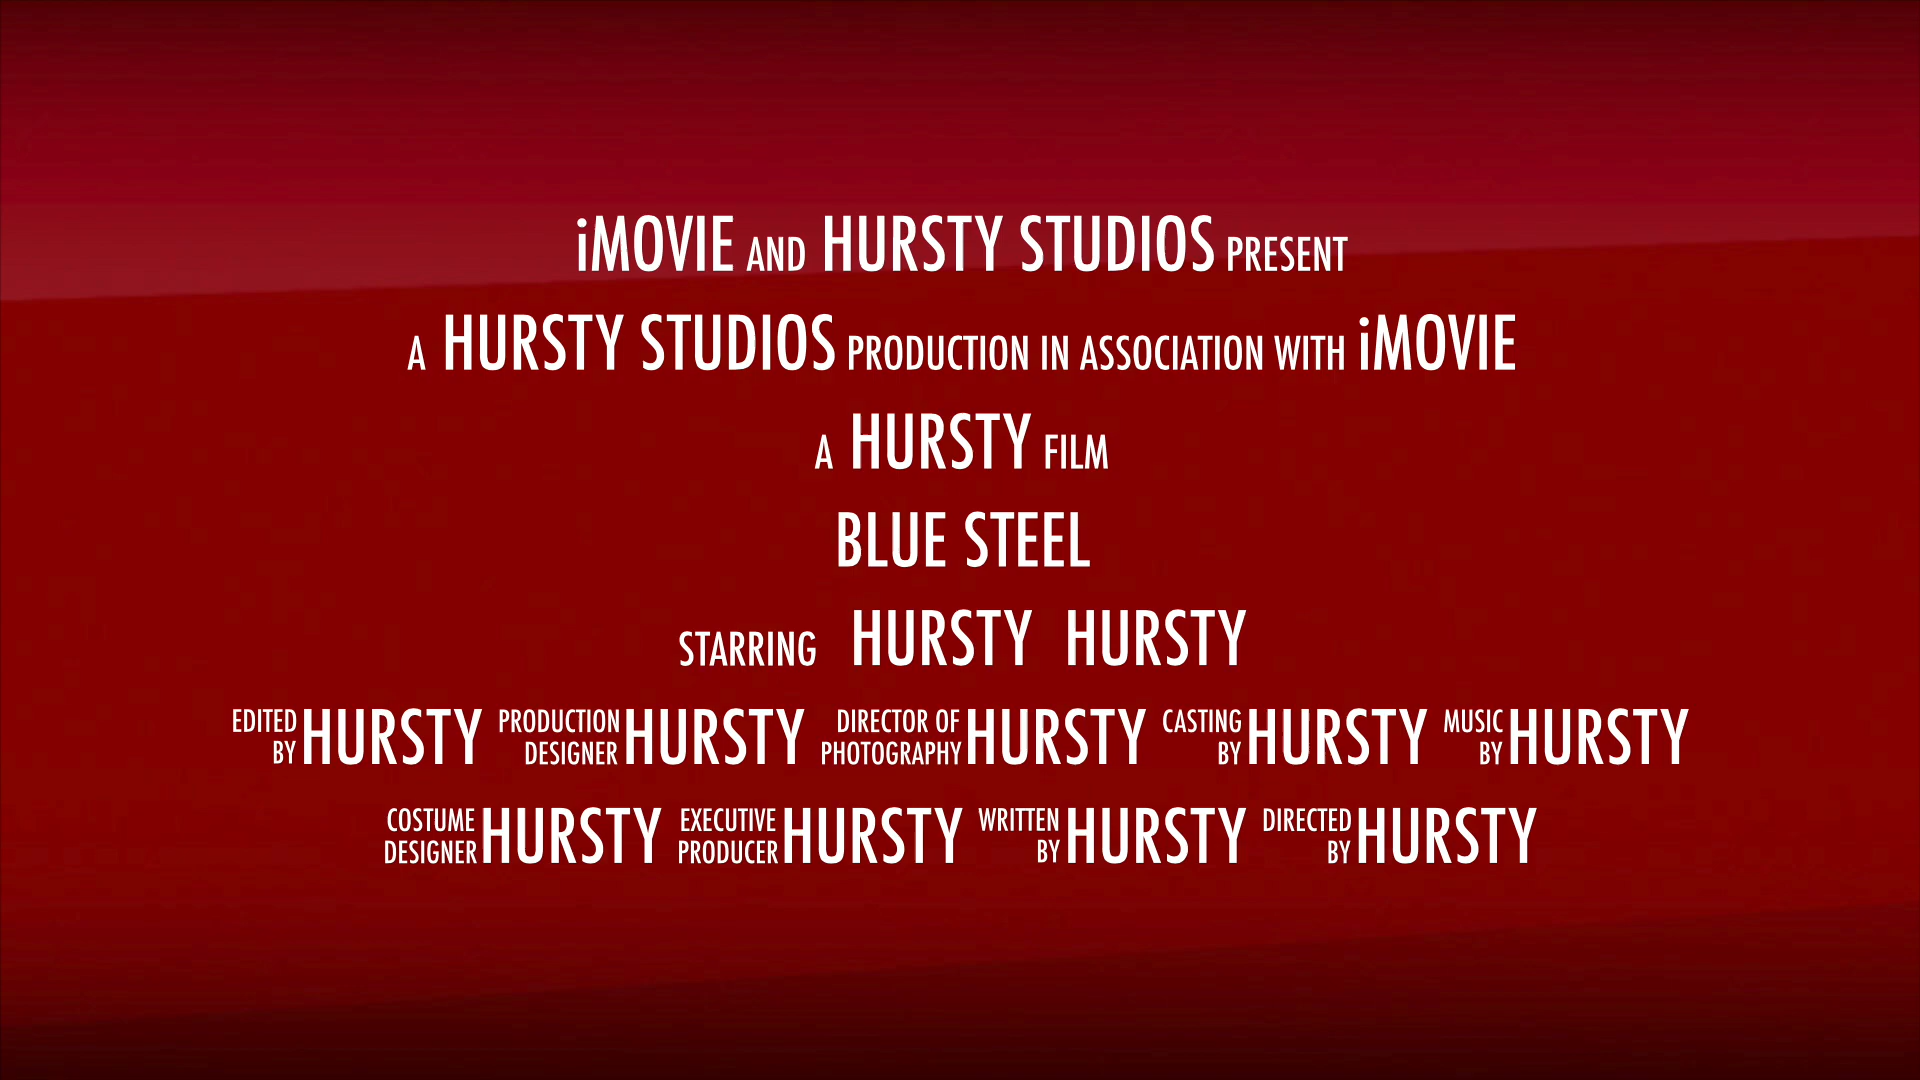 iMOVIE AND HURSTY STUDIOS PRESENT
A HURSTY STUDIOS PRODUCTION IN ASSOCIATION WITH iMOVIE
A HURSTY FILM
BLUE STEEL
STARRING HURSTY HURSTY
EDITED BY HURSTY PRODUCTION DESIGNER HURSTY DIRECTOR OF PHOTOGRAPHY HURSTY CASTING BY HURSTY MUSIC BY HURSTY
COSTUME DESIGNER HURSTY EXECUTIVE PRODUCER HURSTY WRITTEN BY HURSTY DIRECTED BY HURSTY